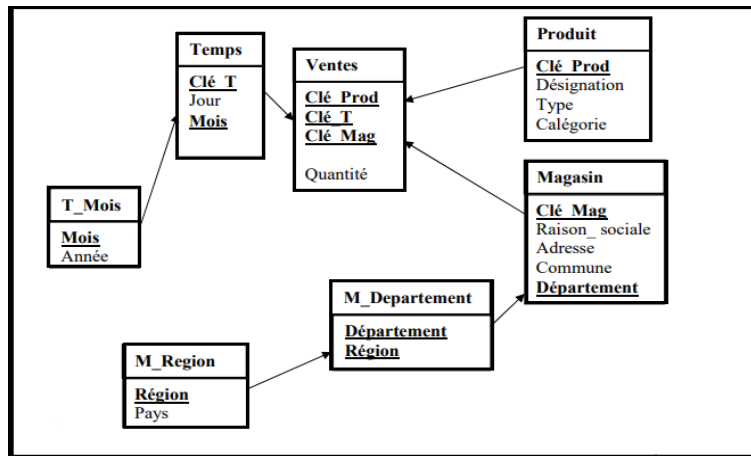 Temps
Clé_T
Jour
Mois
Ventes
Clé_Prod
Clé_T
Clé_Mag
Quantité
Produit
Clé_Prod
Désignation
Type
Calégorie
Magasin
Clé_Mag
Raison_ sociale
Adresse
Commune
Département
T_Mois
Mois
Année
M_Departement
Département
Région
M_Region
Région
Pays